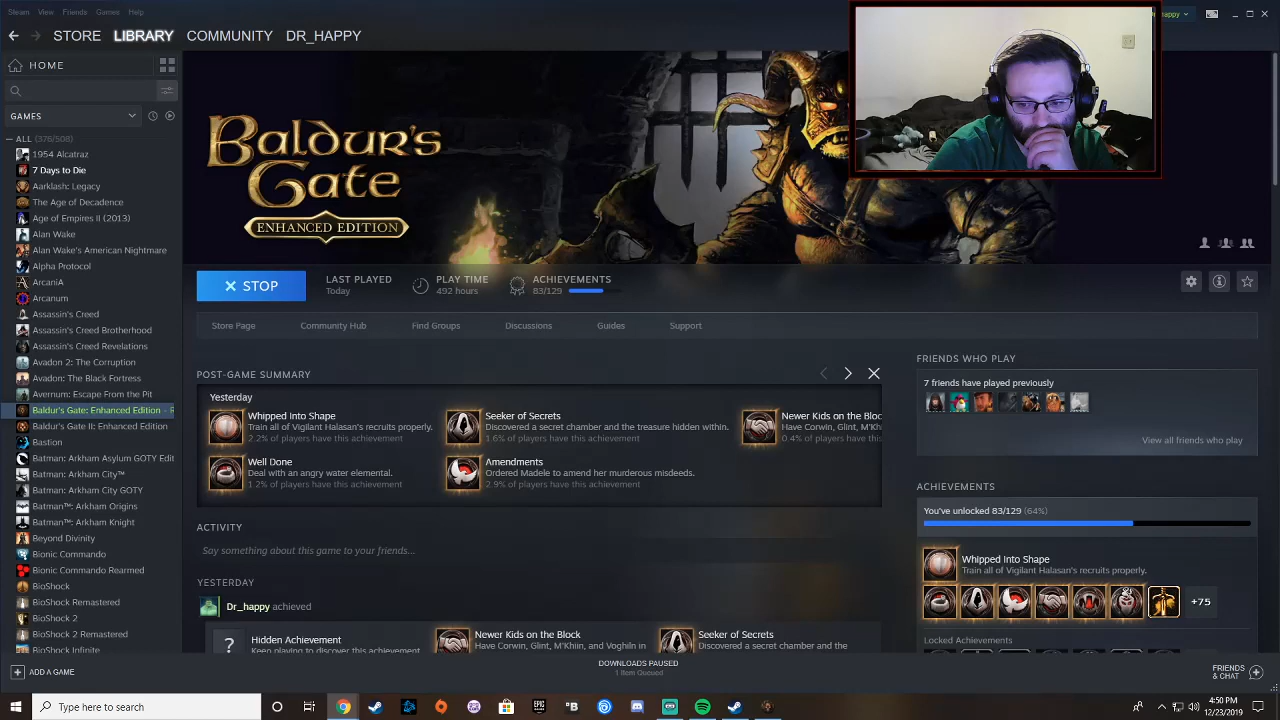 Steam View Friends Games Help
STORE LIBRARY COMMUNITY DR_HAPPY
HOME
GAMES
ALL (376/508)
1954 Alcatraz
7 Days to Die
Aarklash: Legacy
The Age of Decadence
Age of Empires II (2013)
Alan Wake
Alan Wake's American Nightmare
Alpha Protocol
ArcaniA
Arcanum
Assassin's Creed
Assassin's Creed Brotherhood
Assassin's Creed Revelations
Avadon 2: The Corruption
Avadon: The Black Fortress
Avernum: Escape From the Pit
Baldur's Gate: Enhanced Edition - R
Baldur's Gate II: Enhanced Edition
Bastion
Batman: Arkham Asylum GOTY Edit
Batman: Arkham City™
Batman: Arkham City GOTY
Batman™: Arkham Origins
Batman™: Arkham Knight
Beyond Divinity
Bionic Commando
Bionic Commando Rearmed
BioShock
BioShock Remastered
BioShock 2
BioShock 2 Remastered
BioShock Infinite
ADD A GAME
BALDUR'S
GATE
ENHANCED EDITION
STOP
LAST PLAYED
Today
PLAY TIME
492 hours
ACHIEVEMENTS
83/129
Store Page Community Hub Find Groups Discussions Guides Support
POST-GAME SUMMARY
Yesterday
Whipped Into Shape
Train all of Vigilant Halasan's recruits properly.
2.2% of players have this achievement
Seeker of Secrets
Discovered a secret chamber and the treasure hidden within.
1.6% of players have this achievement
Newer Kids on the Bloc
Have Corwin, Glint, M'Khi
0.4% of players have this a
Well Done
Deal with an angry water elemental.
1.2% of players have this achievement
Amendments
Ordered Madele to amend her murderous misdeeds.
2.9% of players have this achievement
ACTIVITY
Say something about this game to your friends...
YESTERDAY
Dr_happy achieved
?
Hidden Achievement
Keep playing to discover this achievement
Newer Kids on the Block
Have Corwin, Glint, M'Khiin, and Voghiln in
Seeker of Secrets
Discovered a secret chamber and the
FRIENDS WHO PLAY
7 friends have played previously
View all friends who play
ACHIEVEMENTS
You've unlocked 83/129 (64%)
Whipped Into Shape
Train all of Vigilant Halasan's recruits properly.
+75
Locked Achievements
DOWNLOADS PAUSED
1 Item Queued
FRIENDS
& CHAT
Type here to search
EPIC
4:50 PM
12/23/2019